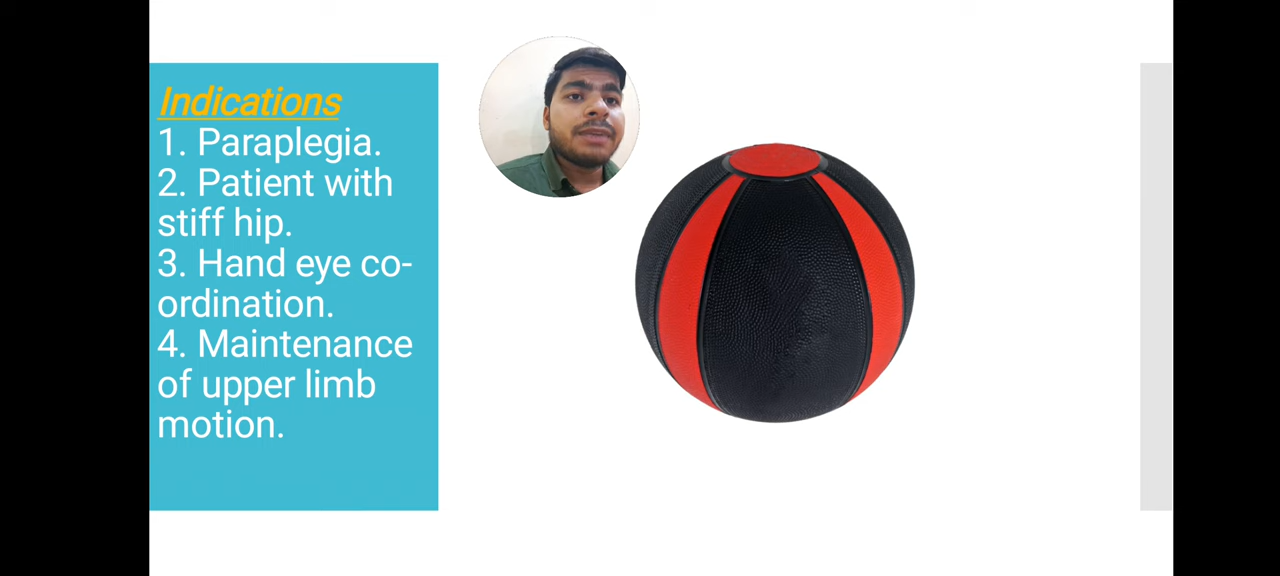 Indications
1. Paraplegia.
2. Patient with
stiff hip.
3. Hand eye co-
ordination.
4. Maintenance
of upper limb
motion.